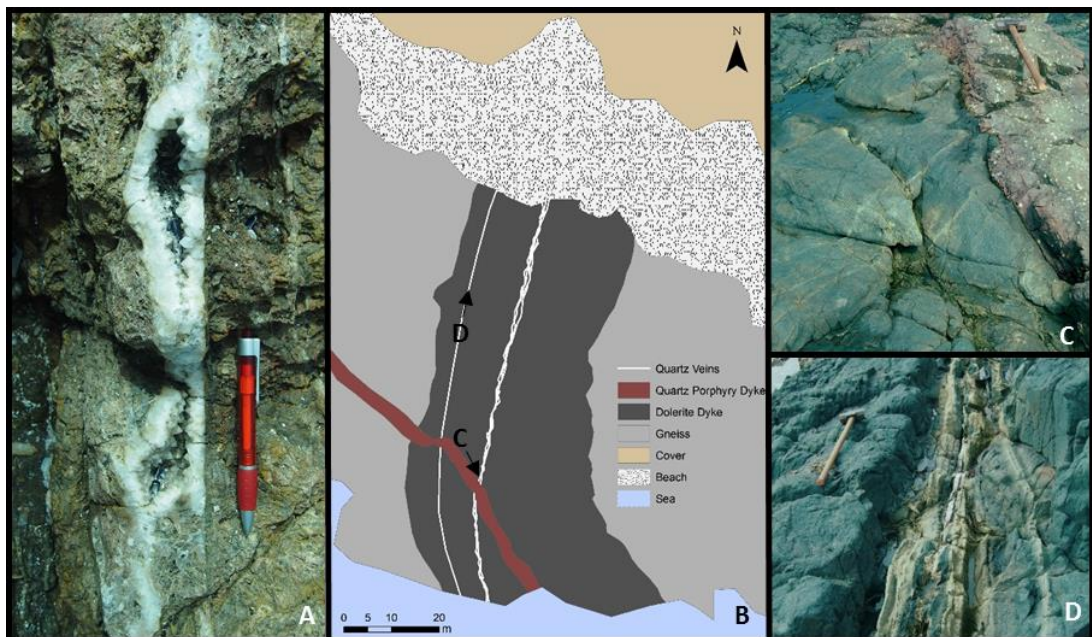 A
N
D
C
Quartz Veins
Quartz Porphyry Dyke
Dolerite Dyke
Gneiss
Cover
Beach
Sea
0 5 10 20
m
B
C
D